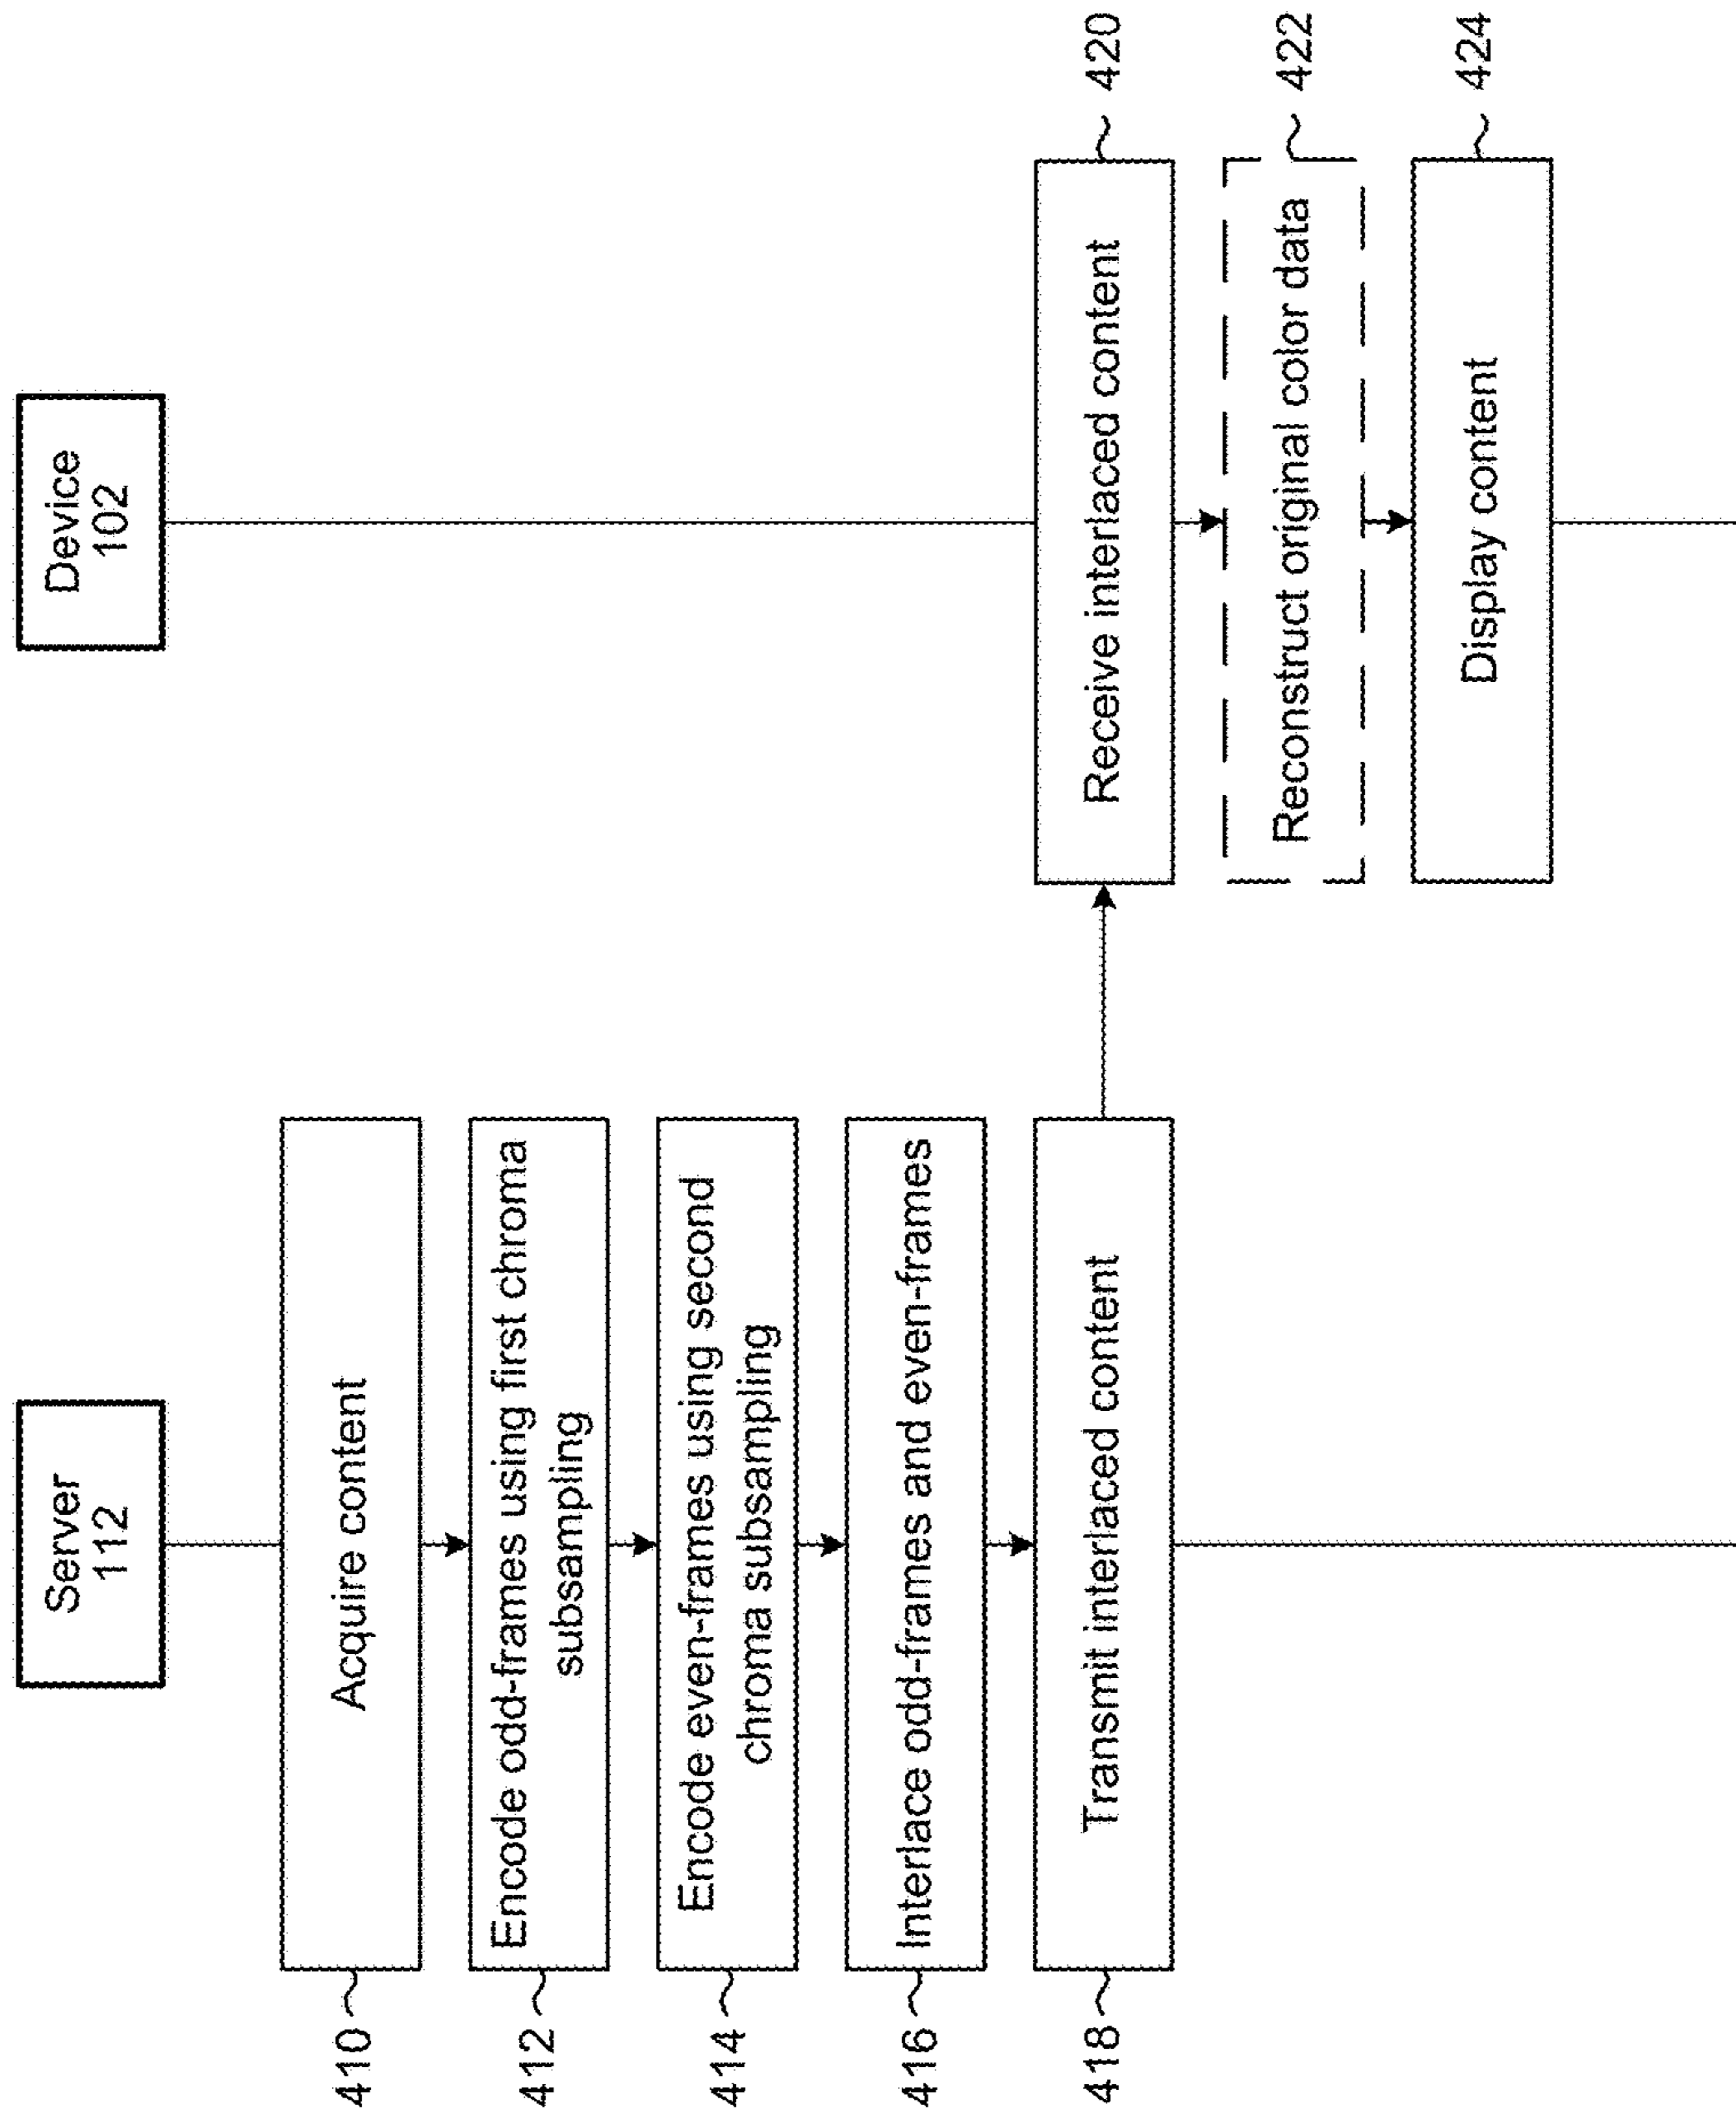 Server
112
Device
102
410
Acquire content
412
Encode odd-frames using first chroma
subsampling
414
Encode even-frames using second
chroma subsampling
416
Interlace odd-frames and even-frames
418
Transmit interlaced content
Receive interlaced content
420
Reconstruct original color data
422
Display content
424